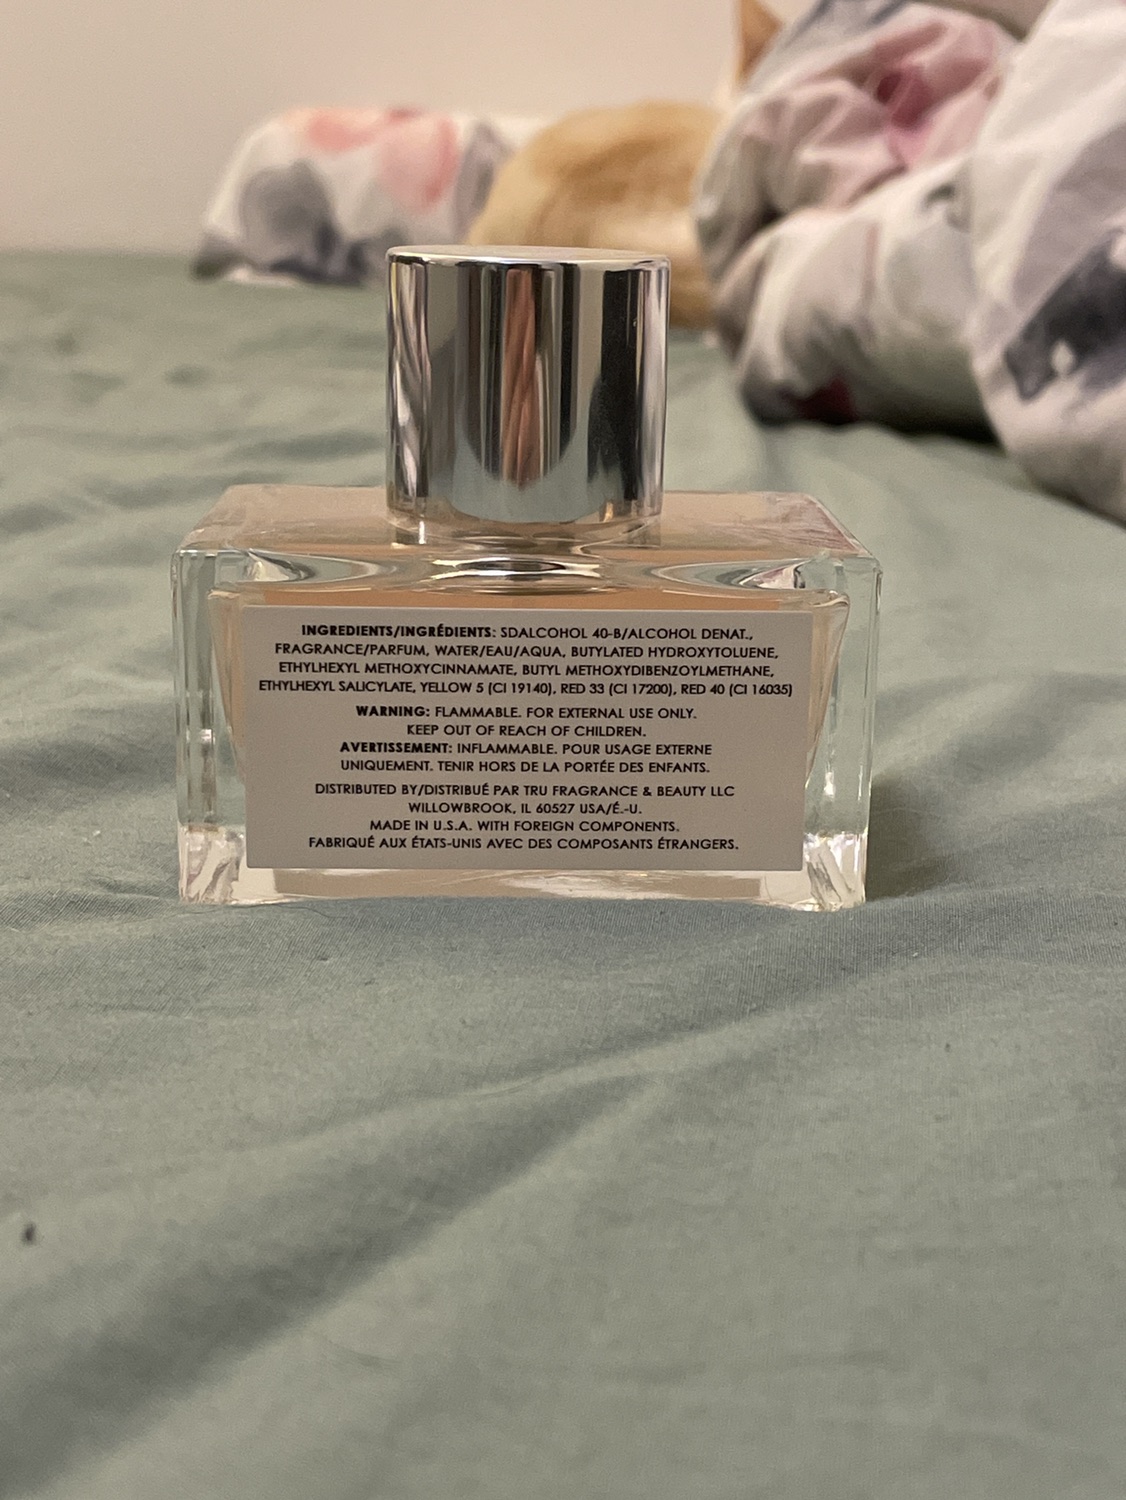 INGREDIENTS/INGRÉDIENTS: SDALCOHOL 40-B/ALCOHOL DENAT.,
FRAGRANCE/PARFUM, WATER/EAU/AQUA, BUTYLATED HYDROXYTOLUENE,
ETHYLHEXYL METHOXYCINNAMATE, BUTYL METHOXYDIBENZOYLMETHANE,
ETHYLHEXYL SALICYLATE, YELLOW 5 (CI 19140), RED 33 (CI 17200), RED 40 (CI 16035)
WARNING: FLAMMABLE. FOR EXTERNAL USE ONLY.
KEEP OUT OF REACH OF CHILDREN.
AVERTISSEMENT: INFLAMMABLE. POUR USAGE EXTERNE
UNIQUEMENT. TENIR HORS DE LA PORTÉE DES ENFANTS.
DISTRIBUTED BY/DISTRIBUÉ PAR TRU FRAGRANCE & BEAUTY LLC
WILLOWBROOK, IL 60527 USA/É.-U.
MADE IN U.S.A. WITH FOREIGN COMPONENTS.
FABRIQUÉ AUX ÉTATS-UNIS AVEC DES COMPOSANTS ÉTRANGERS.